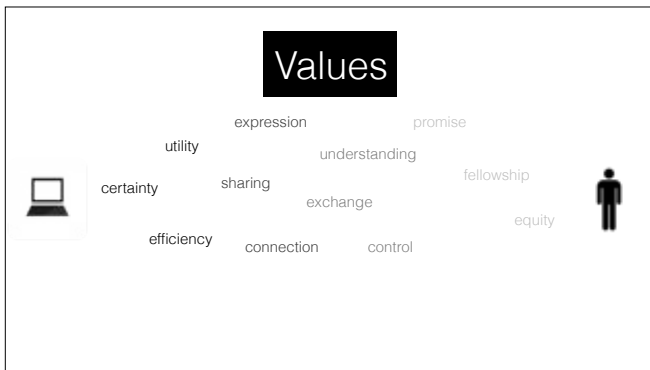 Values
expression
promise
utility
understanding
fellowship
certainty
sharing
exchange
equity
efficiency
connection
control